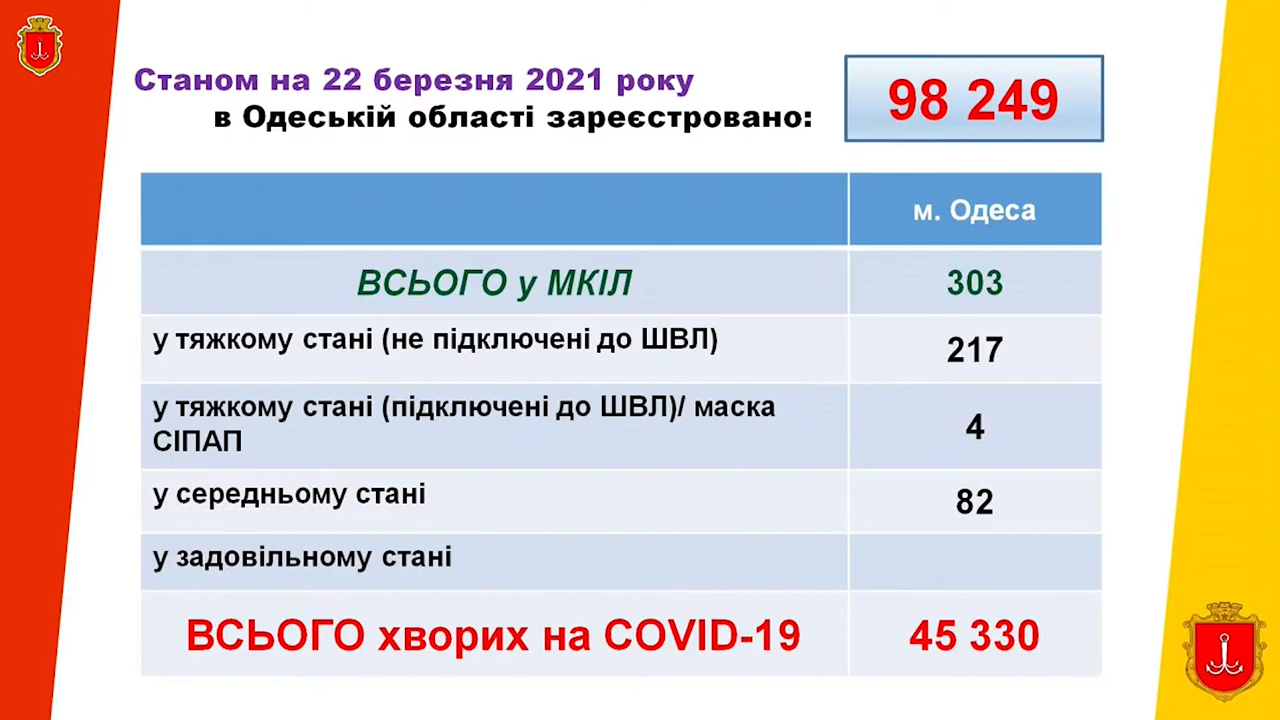 Станом на 22 березня 2021 року
в Одеській області зареєстровано:
98 249
м. Одеса
ВСЬОГО у МКІЛ
303
у тяжкому стані (не підключені до ШВЛ)
217
у тяжкому стані (підключені до ШВЛ)/ маска
СІПАП
4
у середньому стані
82
у задовільному стані
ВСЬОГО хворих на COVID-19
45 330